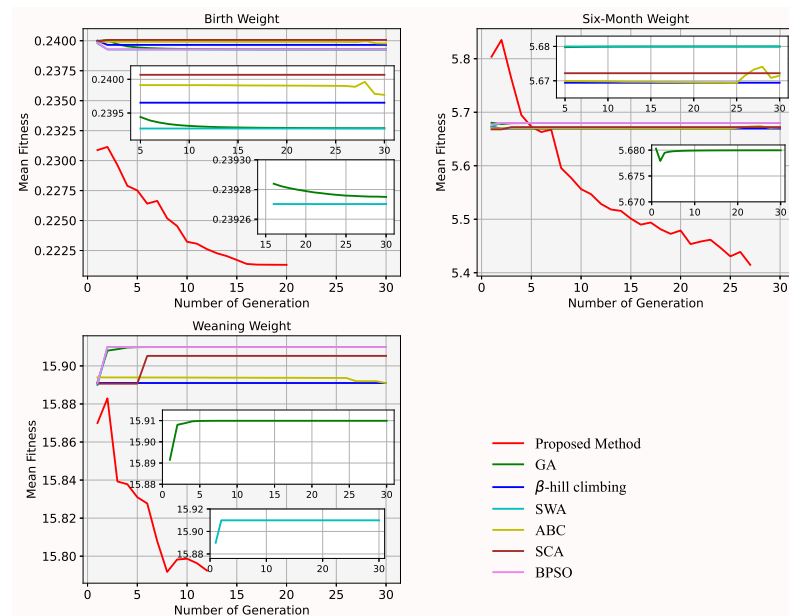 Birth Weight
0.2400
0.2375
0.2350
0.2325
0.2300
0.2275
0.2250
0.2225
Mean Fitness
0.2400
0.2395
5 10 15 20 25 30
0.23930
0.23928
0.23926
15 20 25 30
0 5 10 15 20 25 30
Number of Generation
Six-Month Weight
5.8
5.7
5.6
5.5
5.4
Mean Fitness
5.68
5.67
5 10 15 20 25 30
5.680
5.675
5.670
0 10 20 30
0 5 10 15 20 25 30
Number of Generation
Weaning Weight
15.90
15.88
15.86
15.84
15.82
15.80
Mean Fitness
15.91
15.90
15.89
15.88
0 5 10 15 20 25 30
15.92
15.90
15.88
0 10 20 30
0 5 10 15 20 25 30
Number of Generation
Proposed Method
GA
β-hill climbing
SWA
ABC
SCA
BPSO